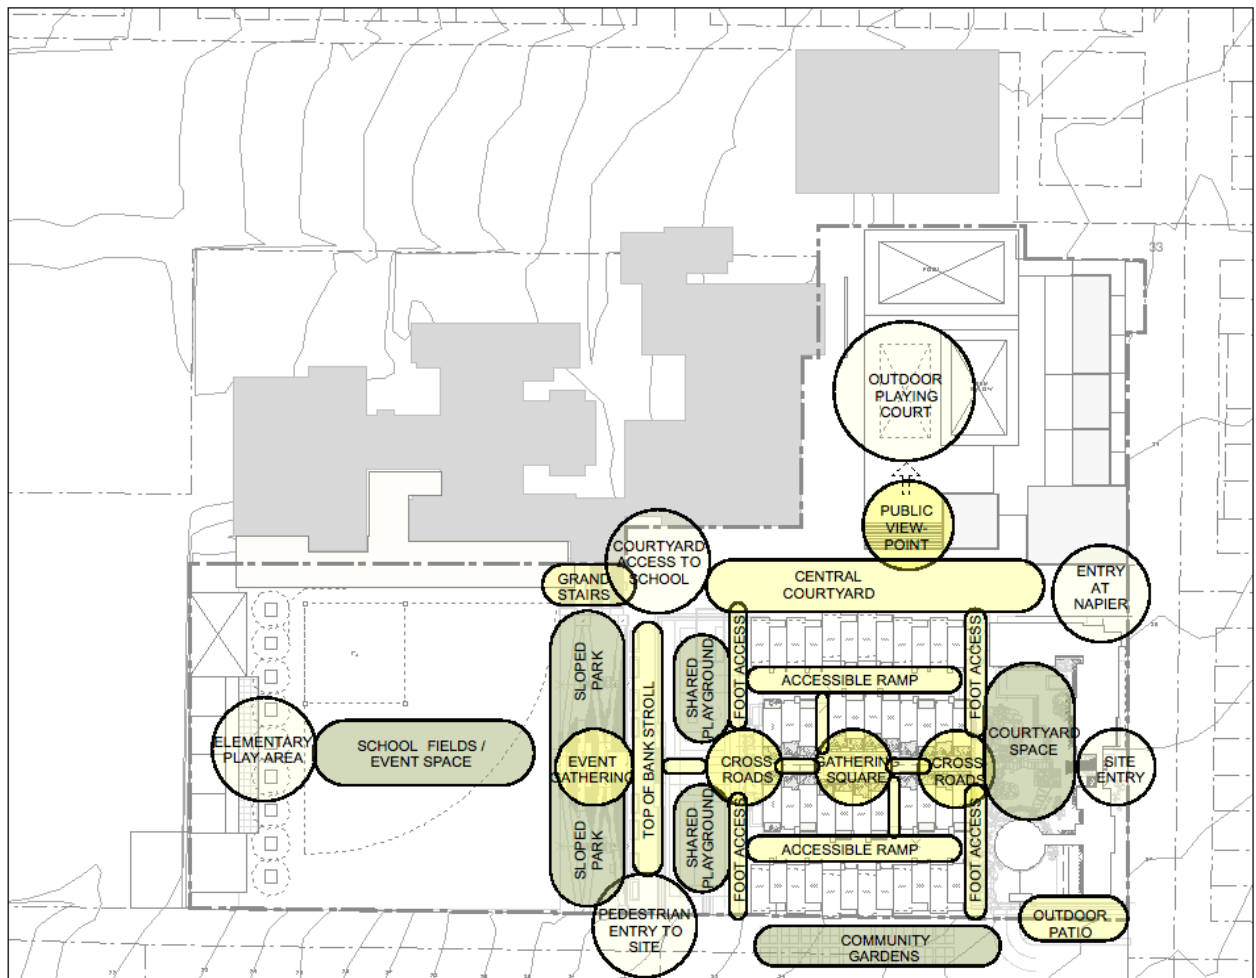 33
POOL
OUTDOOR
PLAYING
COURT
PUBLIC
VIEW-
POINT
COURTYARD
ACCESS TO
SCHOOL
GRAND
STAIRS
CENTRAL
COURTYARD
ENTRY
AT
NAPIER
SLOPED
PARK
TOP OF BANK STROLL
SHARED
PLAYGROUND
FOOT ACCESS
ACCESSIBLE RAMP
FOOT ACCESS
COURTYARD
SPACE
ELEMENTARY
PLAY AREA
SCHOOL FIELDS /
EVENT SPACE
EVENT
GATHERING
CROSS
ROADS
GATHERING
SQUARE
CROSS
ROADS
SITE
ENTRY
SLOPED
PARK
SHARED
PLAYGROUND
FOOT ACCESS
ACCESSIBLE RAMP
FOOT ACCESS
PEDESTRIAN
ENTRY TO
SITE
OUTDOOR
PATIO
COMMUNITY
GARDENS